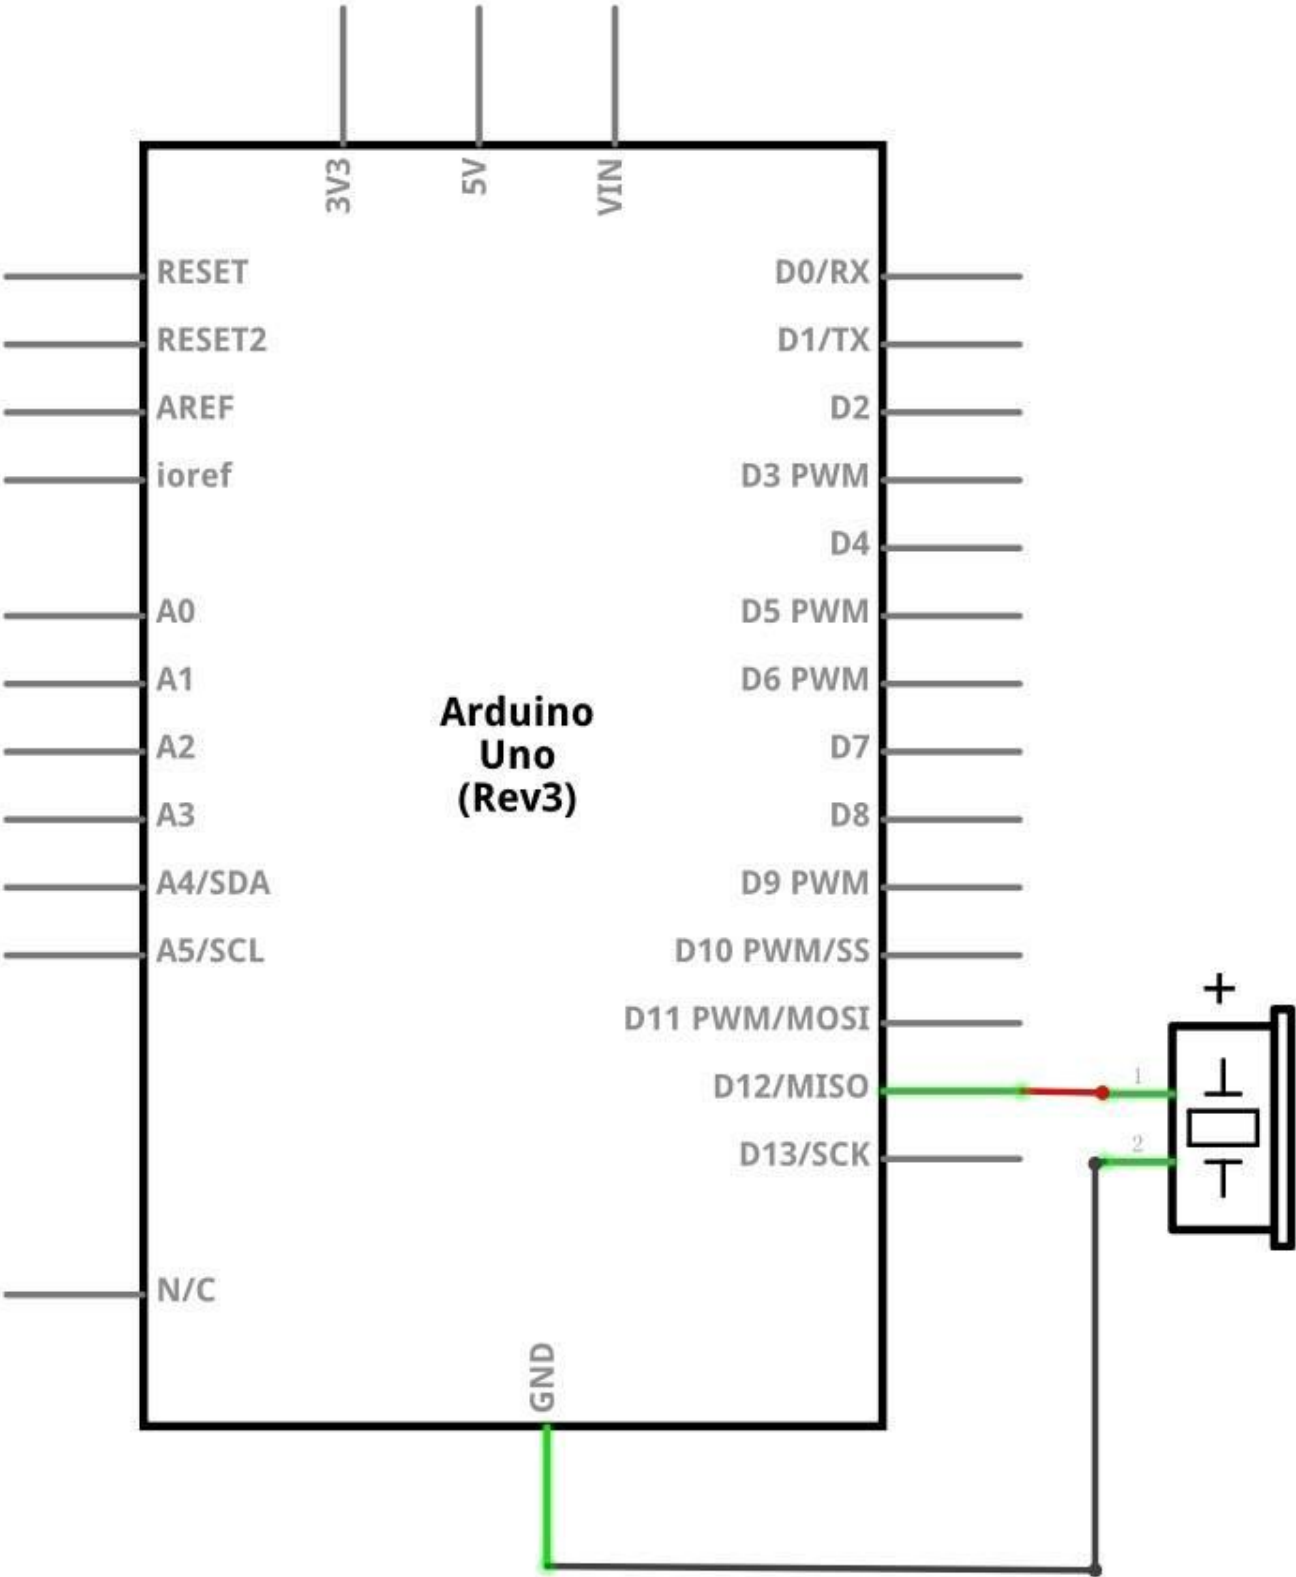 3V3
5V
VIN
RESET
D0/RX
RESET2
D1/TX
AREF
D2
ioref
D3 PWM
D4
A0
D5 PWM
A1
D6 PWM
Arduino
Uno
(Rev3)
A2
D7
A3
D8
A4/SDA
D9 PWM
A5/SCL
D10 PWM/SS
+
D11 PWM/MOSI
D12/MISO
1
D13/SCK
2
N/C
GND